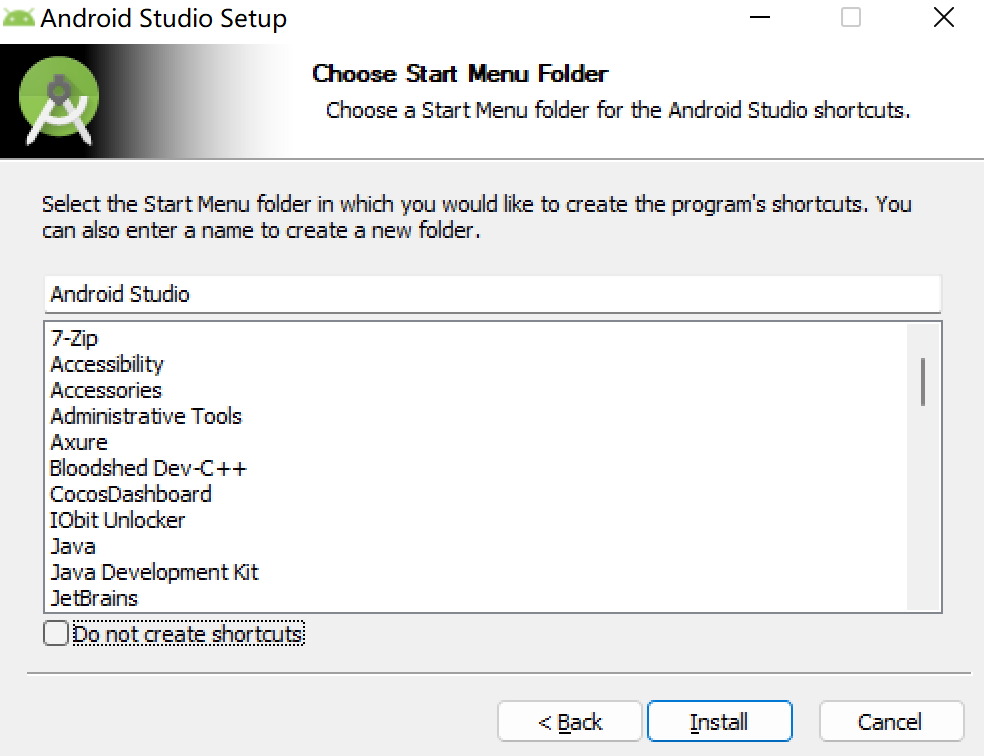 Android Studio Setup
Choose Start Menu Folder
Choose a Start Menu folder for the Android Studio shortcuts.
Select the Start Menu folder in which you would like to create the program's shortcuts. You
can also enter a name to create a new folder.
Android Studio
7-Zip
Accessibility
Accessories
Administrative Tools
Axure
Bloodshed Dev-C++
CocosDashboard
IObit Unlocker
Java
Java Development Kit
JetBrains
Do not create shortcuts
< Back
Install
Cancel